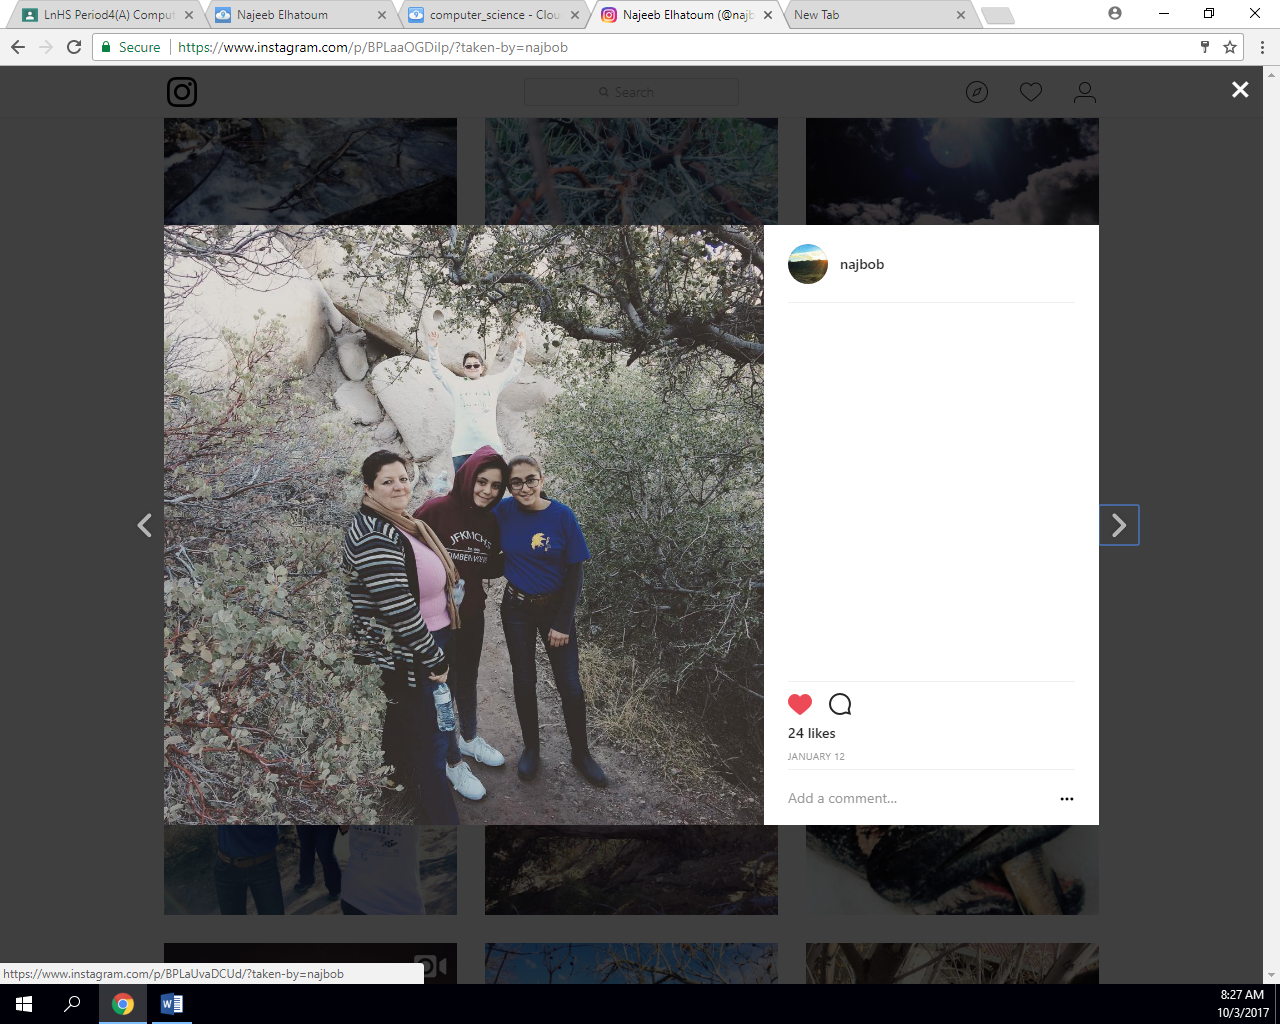 LnHS Period4(A) Comput
Najeeb Elhatoum
computer_science - Clou
Najeeb Elhatoum (@najb
New Tab
Secure
https://www.instagram.com/p/BPLaaOGDilp/?taken-by=najbob
Search
najbob
JFKMCHS
24 likes
JANUARY 12
Add a comment...
https://www.instagram.com/p/BPLaUvaDCUd/?taken-by=najbob
8:27 AM
10/3/2017